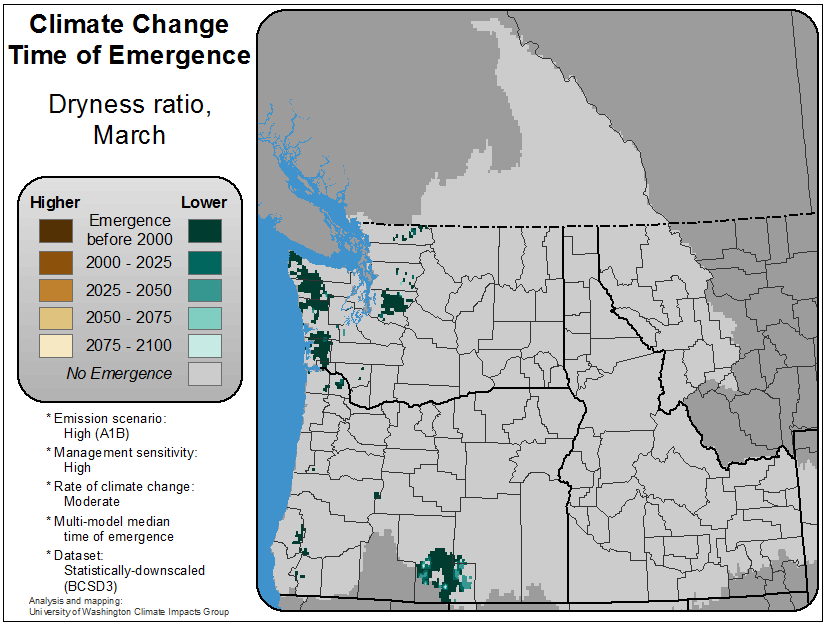 Climate Change
Time of Emergence
Dryness ratio,
March
Higher Lower
Emergence
before 2000
2000 - 2025
2025 - 2050
2050 - 2075
2075 - 2100
No Emergence
* Emission scenario:
High (A1B)
* Management sensitivity:
High
* Rate of climate change:
Moderate
* Multi-model median
time of emergence
* Dataset:
Statistically-downscaled
(BCSD3)
Analysis and mapping:
University of Washington Climate Impacts Group